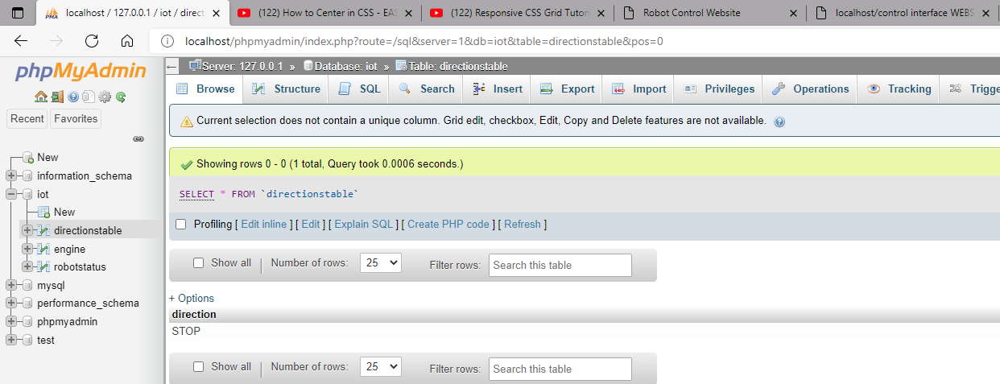 localhost / 127.0.0.1 / iot / direct
(122) How to Center in CSS - EAS
(122) Responsive CSS Grid Tutori
Robot Control Website
localhost/control interface WEBS
localhost/phpmyadmin/index.php?route=/sql&server=1&db=iot&table=directionstable&pos=0
phpMyAdmin
Recent Favorites
New
information_schema
iot
New
directionstable
engine
robotstatus
mysql
performance_schema
phpmyadmin
test
Server: 127.0.0.1 » Database: iot » Table: directionstable
Browse Structure SQL Search Insert Export Import Privileges Operations Tracking Trigge
Current selection does not contain a unique column. Grid edit, checkbox, Edit, Copy and Delete features are not available.
Showing rows 0 - 0 (1 total, Query took 0.0006 seconds.)
SELECT * FROM `directionstable`
Profiling [ Edit inline ] [ Edit ] [ Explain SQL ] [ Create PHP code ] [ Refresh ]
Show all | Number of rows: 25 Filter rows: Search this table
+ Options
direction
STOP
Show all | Number of rows: 25 Filter rows: Search this table